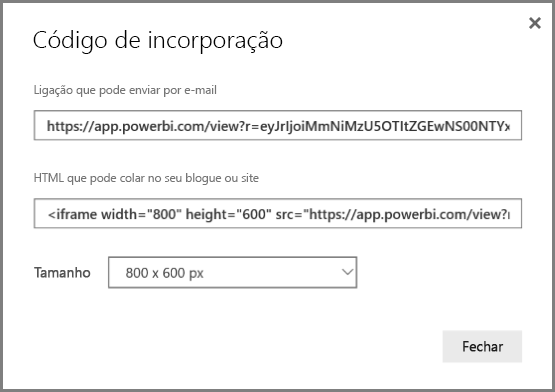 Código de incorporação
Ligação que pode enviar por e-mail
https://app.powerbi.com/view?r=eyJrIjoiMmNiMzU5OTItZGEwNS00NTYx
HTML que pode colar no seu blogue ou site
<iframe width="800" height="600" src="https://app.powerbi.com/view?r
Tamanho 800 x 600 px
Fechar